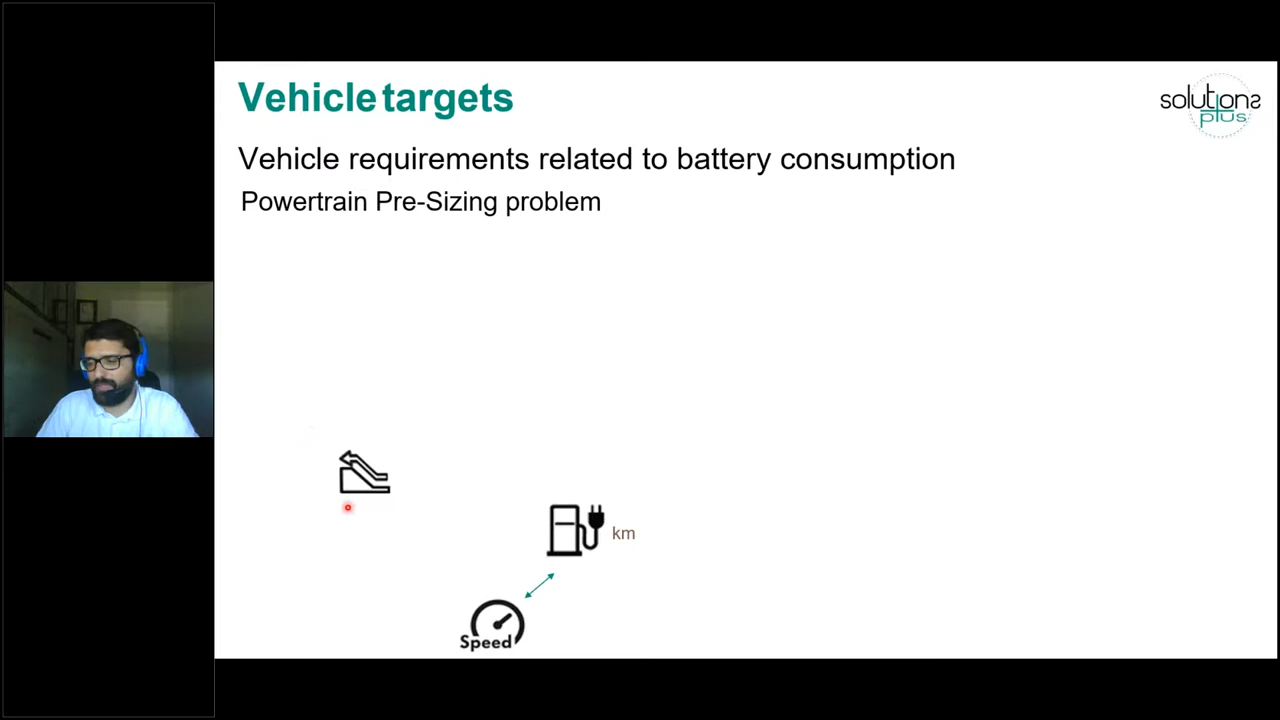 Vehicle targets
solutions
plus
Vehicle requirements related to battery consumption
Powertrain Pre-Sizing problem
km
Speed